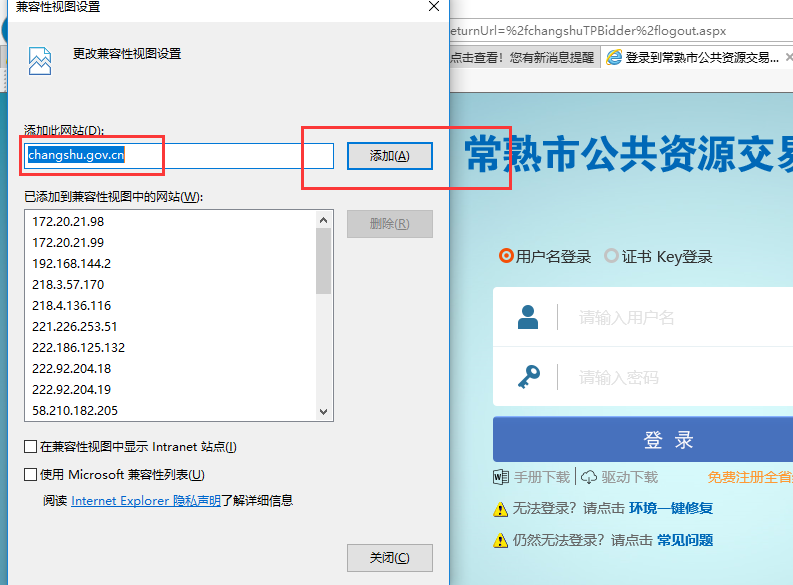 兼容性视图设置
更改兼容性视图设置
添加此网站(D):
changshu.gov.cn
添加(A)
已添加到兼容性视图中的网站(W):
172.20.21.98
172.20.21.99
192.168.144.2
218.3.57.170
218.4.136.116
221.226.253.51
222.186.125.132
222.92.204.18
222.92.204.19
58.210.182.205
删除(R)
在兼容性视图中显示 Intranet 站点(I)
使用 Microsoft 兼容性列表(U)
阅读 Internet Explorer 隐私声明了解详细信息
关闭(C)
eturnUrl=%2fchangshuTPBidder%2flogout.aspx
点击查看！您有新消息提醒
登录到常熟市公共资源交易...
常熟市公共资源交易
用户名登录 证书 Key登录
请输入用户名
请输入密码
登 录
手册下载 驱动下载 免费注册全省
无法登录？请点击 环境一键修复
仍然无法登录？请点击 常见问题